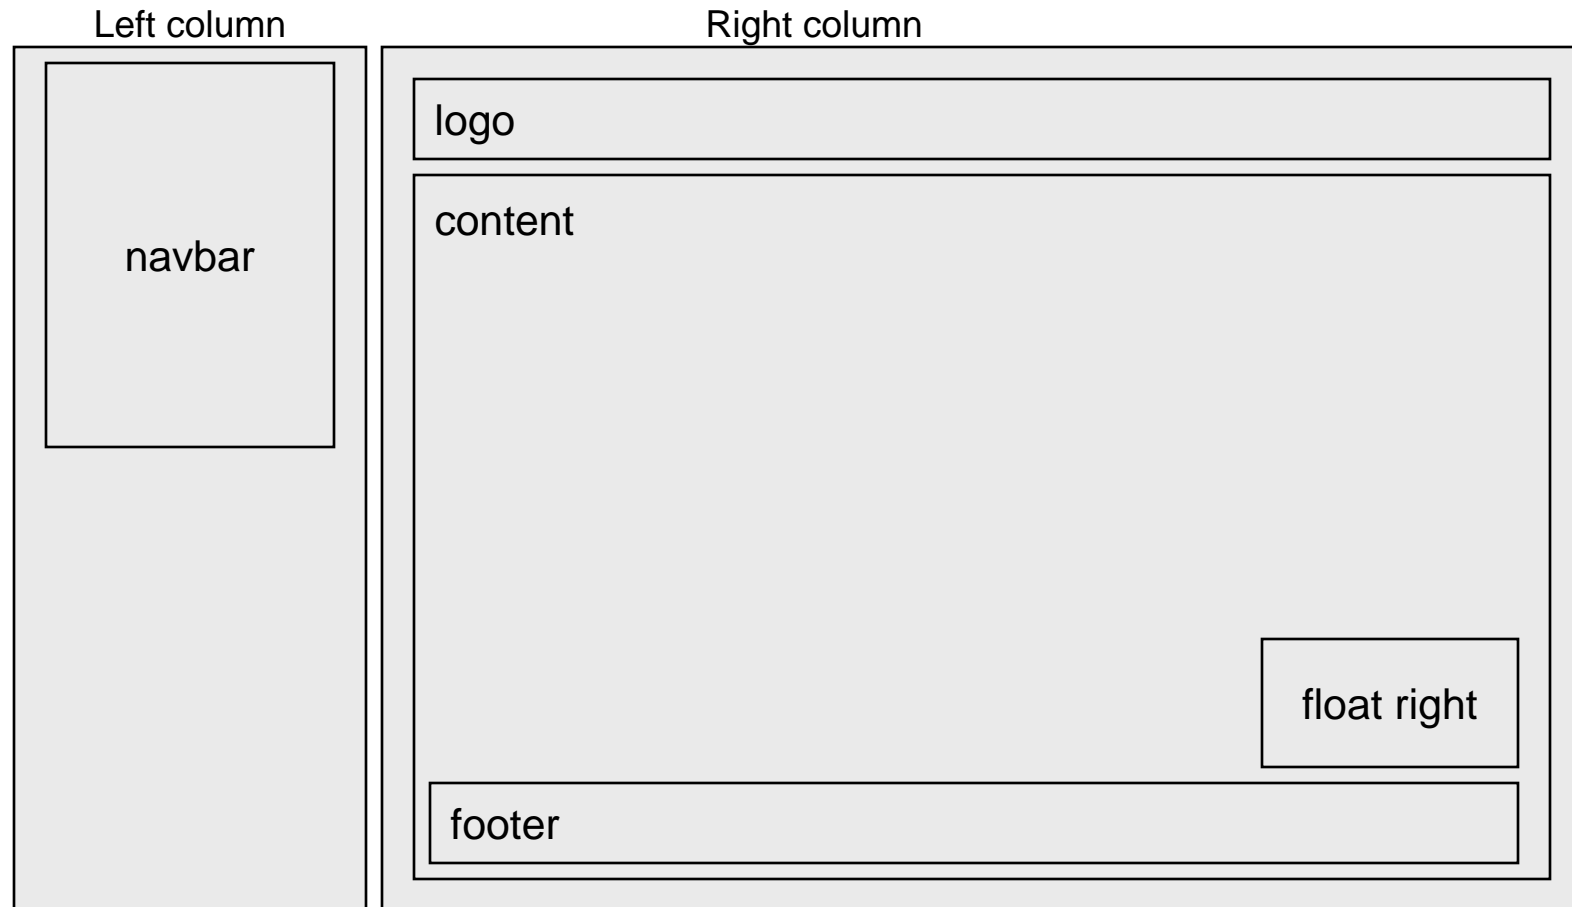 Left column
Right column
navbar
logo
content
float right
footer